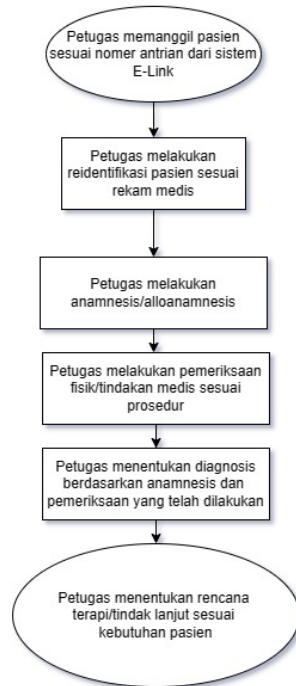 Petugas memanggil pasien
sesuai nomer antrian dari sistem
E-Link
Petugas melakukan
reidentifikasi pasien sesuai
rekam medis
Petugas melakukan
anamnesis/alloanamnesis
Petugas melakukan pemeriksaan
fisik/tindakan medis sesuai
prosedur
Petugas menentukan diagnosis
berdasarkan anamnesis dan
pemeriksaan yang telah dilakukan
Petugas menentukan rencana
terapi/tindak lanjut sesuai
kebutuhan pasien